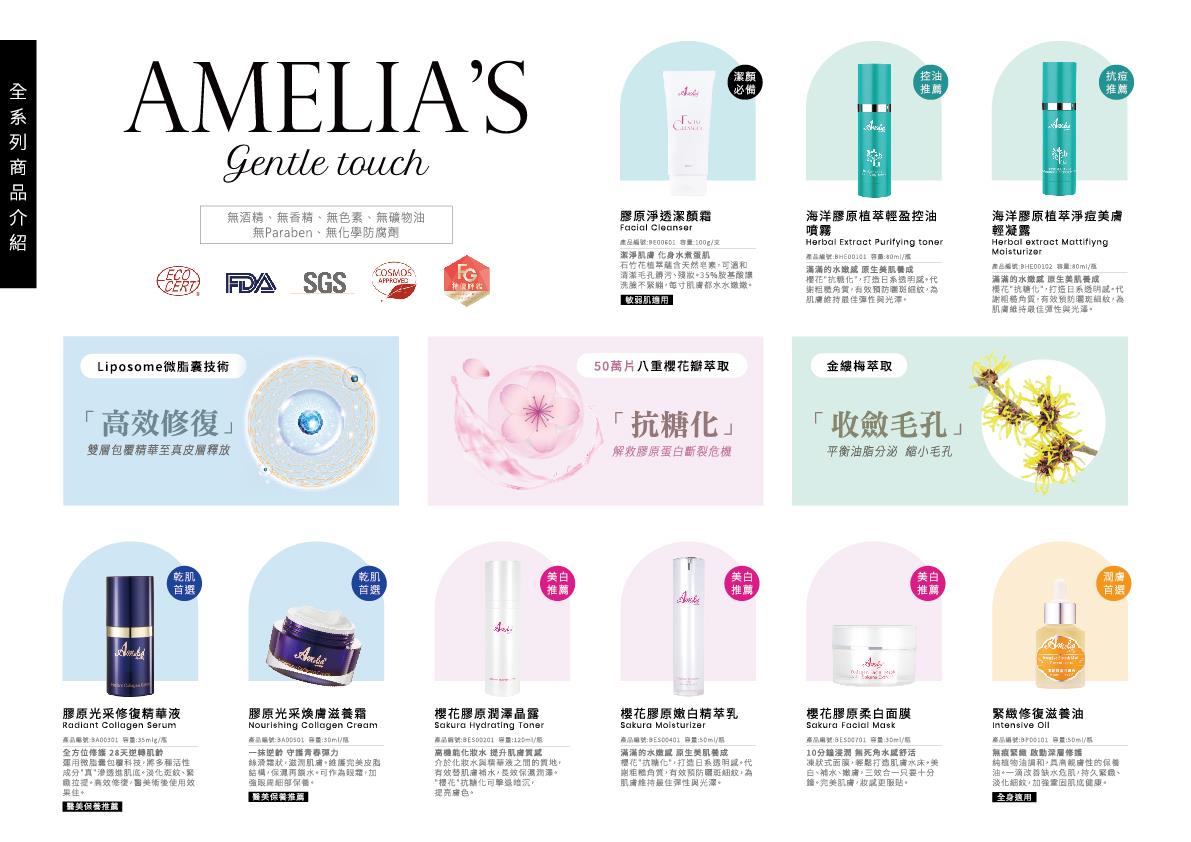 全系列商品介紹
AMELIA'S
Gentle touch
無酒精、無香精、無色素、無礦物油
無Paraben、無化學防腐劑
ECO
CERT
FDA
SGS
COSMOS
APPROVED
FG
潔顏
必備
膠原淨透潔顏霜
Facial Cleanser
產品編號:BE00601 容量:100g/支
潔淨肌膚 化身水煮蛋肌
石竹花植萃蘊含天然皂素,可溫和
清潔毛孔髒污、殘妝。35%胺基酸讓
洗臉不緊繃,每寸肌膚都水水嫩嫩。
敏弱肌適用
控油
推薦
海洋膠原植萃輕盈控油
噴霧
Herbal Extract Purifying toner
產品編號:BHE00101 容量:80ml/瓶
滿滿的水嫩感 原生美肌養成
櫻花"抗糖化",打造日系透明感。代
謝粗糙角質,有效預防曬斑細紋,為
肌膚維持最佳彈性與光澤。
抗痘
推薦
海洋膠原植萃淨痘美膚
輕凝露
Herbal extract Mattifiyng
Moisturizer
產品編號:BHE00102 容量:80ml/瓶
滿滿的水嫩感 原生美肌養成
櫻花"抗糖化",打造日系透明感。代
謝粗糙角質,有效預防曬斑細紋,為
肌膚維持最佳彈性與光澤。
Liposome微脂囊技術
「高效修復」
雙層包覆精華至真皮層釋放
50萬片八重櫻花瓣萃取
「抗糖化」
解救膠原蛋白斷裂危機
金縷梅萃取
「收斂毛孔」
平衡油脂分泌 縮小毛孔
乾肌
首選
Amelia
膠原光采修復精華液
Radiant Collagen Serum
產品編號:BA00301 容量:35mlg/瓶
全方位修護 28天逆轉肌齡
運用微脂囊包覆科技,將多種活性
成分"真"滲透進肌底。淡化斑紋、緊
緻拉提。高效修復,醫美術後使用效
果佳。
醫美保養推薦
乾肌
首選
Amelia
膠原光采煥膚滋養霜
Nourishing Collagen Cream
產品編號:BA00501 容量:30ml/瓶
一抹逆齡 守護青春彈力
絲滑霜狀,滋潤肌膚。維護完美皮脂
結構,保濕再鎖水。可作為眼霜,加
強眼周細部保養。
醫美保養推薦
美白
推薦
Amelia
櫻花膠原潤澤晶露
Sakura Hydrating Toner
產品編號:BES00201 容量:120ml/瓶
高機能化妝水 提升肌膚質感
介於化妝水與精華液之間的質地,
有效替肌膚補水,長效保濕潤澤。
"櫻花"抗糖化可擊退暗沉,
提亮膚色。
美白
推薦
Amelia
櫻花膠原嫩白精萃乳
Sakura Moisturizer
產品編號:BES00401 容量:50ml/瓶
滿滿的水嫩感 原生美肌養成
櫻花"抗糖化",打造日系透明感。代
謝粗糙角質,有效預防曬斑細紋,為
肌膚維持最佳彈性與光澤。
美白
推薦
Amelia
櫻花膠原柔白面膜
Sakura Facial Mask
產品編號:BES00701 容量:30ml/瓶
10分鐘浸潤 無死角水感舒活
凍狀式面膜,輕鬆打造肌膚水床。美
白、補水、嫩膚,三效合一只要十分
鐘。完美肌膚,妝感更服貼。
潤膚
首選
Amelia
緊緻修復滋養油
Intensive Oil
產品編號:BP00101 容量:50ml/瓶
無痕緊緻 啟動深層修護
純植物油調和,具高親膚性的保養
油。一滴改善缺水危肌,持久緊緻、
淡化細紋,加強鞏固肌底健康。
全身適用